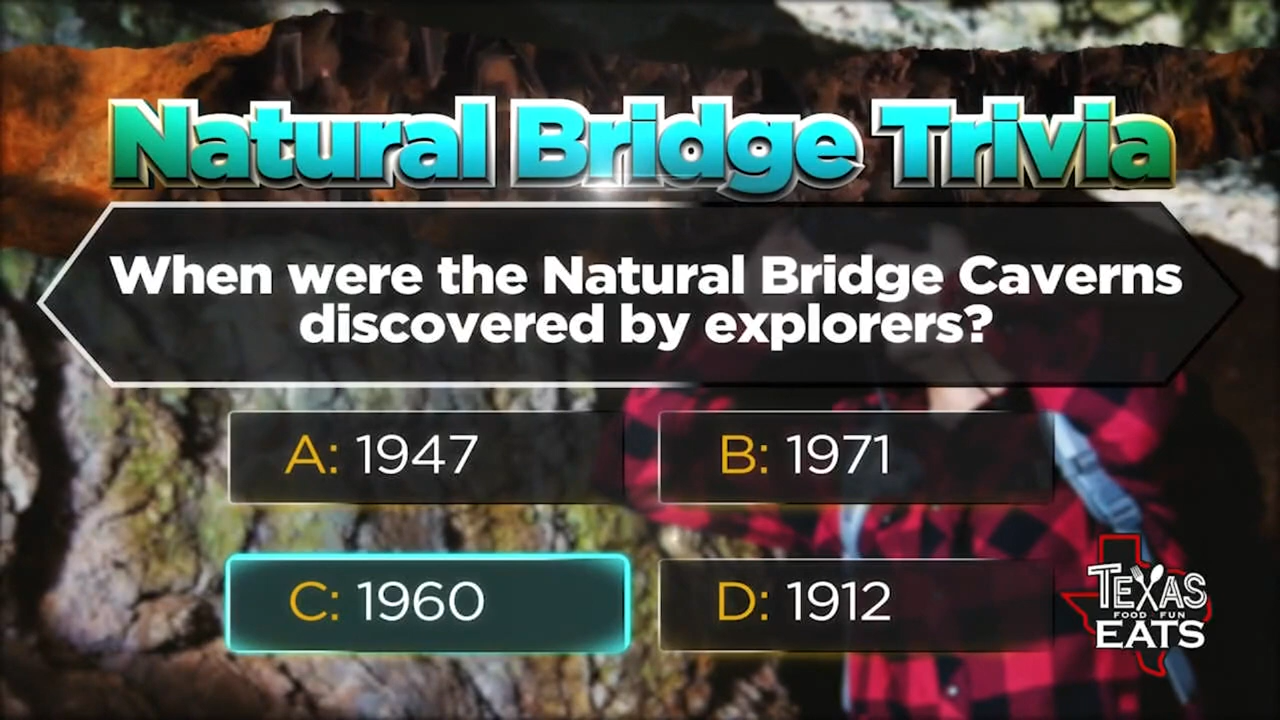 Natural Bridge Trivia
When were the Natural Bridge Caverns
discovered by explorers?
A: 1947
B: 1971
C: 1960
D: 1912
TEXAS
FOOD FUN
EATS